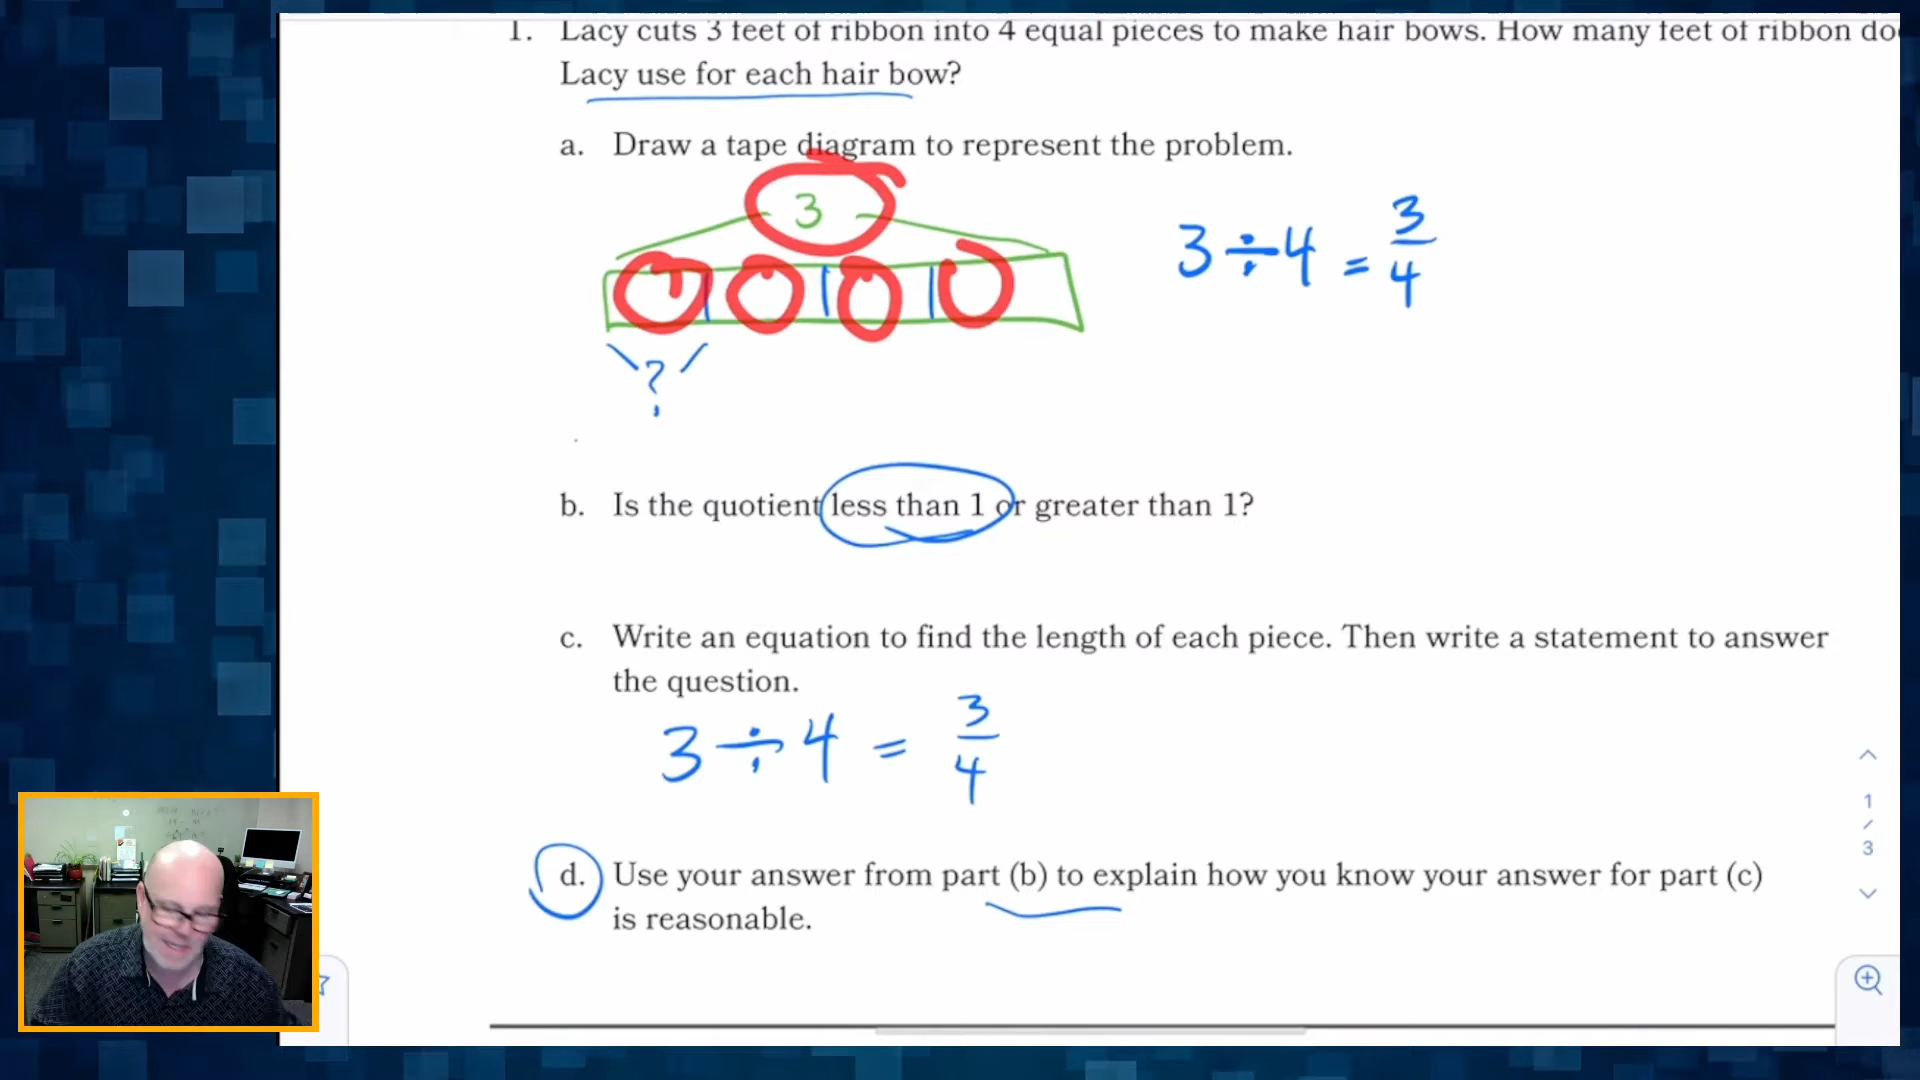 1. Lacy cuts 3 feet of ribbon into 4 equal pieces to make hair bows. How many feet of ribbon do
Lacy use for each hair bow?
a. Draw a tape diagram to represent the problem.
3
3 ÷ 4 = 3/4
?
b. Is the quotient less than 1 or greater than 1?
c. Write an equation to find the length of each piece. Then write a statement to answer
the question.
3 ÷ 4 = 3/4
d. Use your answer from part (b) to explain how you know your answer for part (c)
is reasonable.
1
/
3